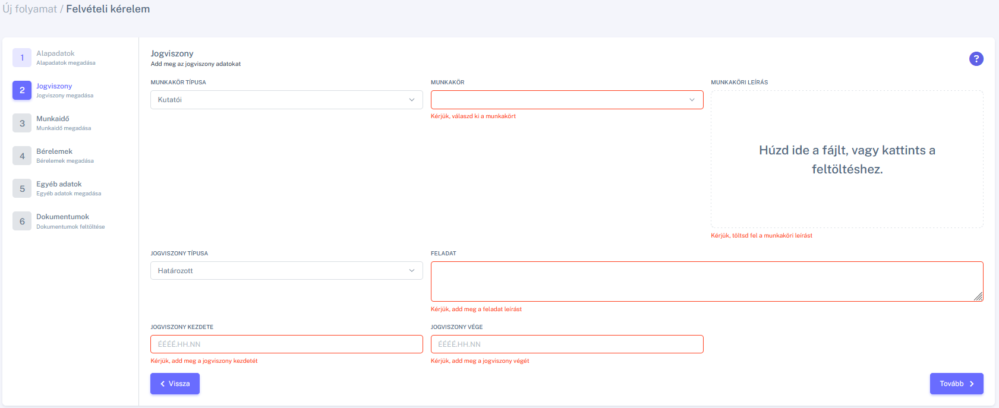 Új folyamat / Felvételi kérelem
1
Alapadatok
Alapadatok megadása
2
Jogviszony
Jogviszony megadása
3
Munkaidő
Munkaidő megadása
4
Bérelemek
Bérelemek megadása
5
Egyéb adatok
Egyéb adatok megadása
6
Dokumentumok
Dokumentumok feltöltése
Jogviszony
Add meg az jogviszony adatokat
?
MUNKAKÖR TÍPUSA
Kutatói
MUNKAKÖR
Kérjük, válaszd ki a munkakört
MUNKAKÖRI LEÍRÁS
Húzd ide a fájlt, vagy kattints a
feltöltéshez.
Kérjük, töltsd fel a munkaköri leírást
JOGVISZONY TÍPUSA
Határozott
FELADAT
Kérjük, add meg a feladat leírást
JOGVISZONY KEZDETE
ÉÉÉÉ.HH.NN
Kérjük, add meg a jogviszony kezdetét
JOGVISZONY VÉGE
ÉÉÉÉ.HH.NN
Kérjük, add meg a jogviszony végét
Vissza
Tovább